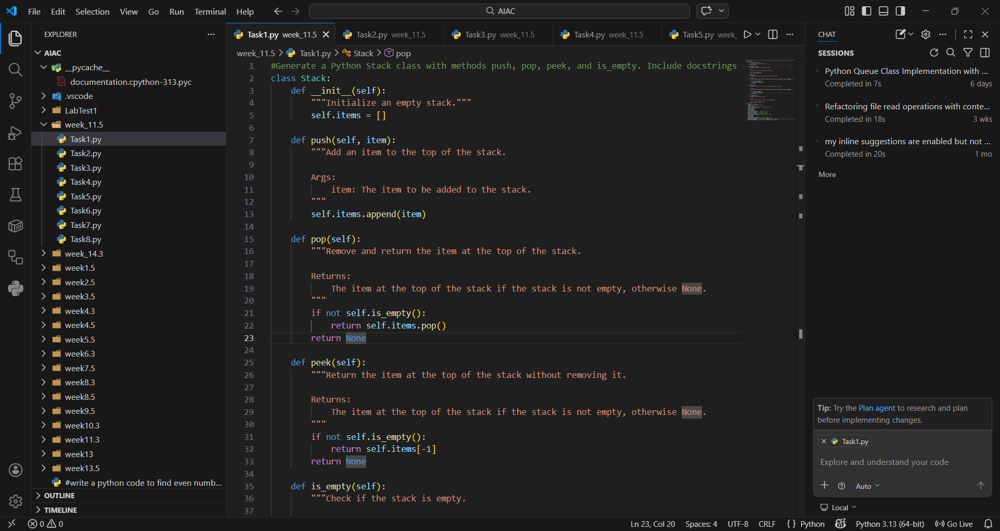 File Edit Selection View Go Run Terminal Help
AIAC
EXPLORER
AIAC
__pycache__
documentation.cpython-313.pyc
.vscode
LabTest1
week_11.5
Task1.py
Task2.py
Task3.py
Task4.py
Task5.py
Task6.py
Task7.py
Task8.py
week_14.3
week1.5
week2.5
week3.5
week4.3
week4.5
week5.5
week6.3
week7.5
week8.3
week8.5
week9.5
week10.3
week11.3
week13
week13.5
#write a python code to find even numb...
OUTLINE
TIMELINE
Task1.py week_11.5
Task2.py week_11.5
Task3.py week_11.5
Task4.py week_11.5
Task5.py week_
week_11.5 > Task1.py > Stack > pop
1 #Generate a Python Stack class with methods push, pop, peek, and is_empty. Include docstrings
2 class Stack:
3 def __init__(self):
4 """Initialize an empty stack."""
5 self.items = []
6
7 def push(self, item):
8 """Add an item to the top of the stack.
9
10 Args:
11 item: The item to be added to the stack.
12 """
13 self.items.append(item)
14
15 def pop(self):
16 """Remove and return the item at the top of the stack.
17
18 Returns:
19 The item at the top of the stack if the stack is not empty, otherwise None.
20 """
21 if not self.is_empty():
22 return self.items.pop()
23 return None
24
25 def peek(self):
26 """Return the item at the top of the stack without removing it.
27
28 Returns:
29 The item at the top of the stack if the stack is not empty, otherwise None.
30 """
31 if not self.is_empty():
32 return self.items[-1]
33 return None
34
35 def is_empty(self):
36 """Check if the stack is empty.
37
CHAT
SESSIONS
Python Queue Class Implementation with ...
Completed in 7s 6 days
Refactoring file read operations with conte...
Completed in 18s 3 wks
my inline suggestions are enabled but not ...
Completed in 20s 1 mo
More
Tip: Try the Plan agent to research and plan
before implementing changes.
Task1.py
Explore and understand your code
Auto
Local
0 0
Ln 23, Col 20 Spaces: 4 UTF-8 CRLF { } Python Python 3.13 (64-bit) Go Live